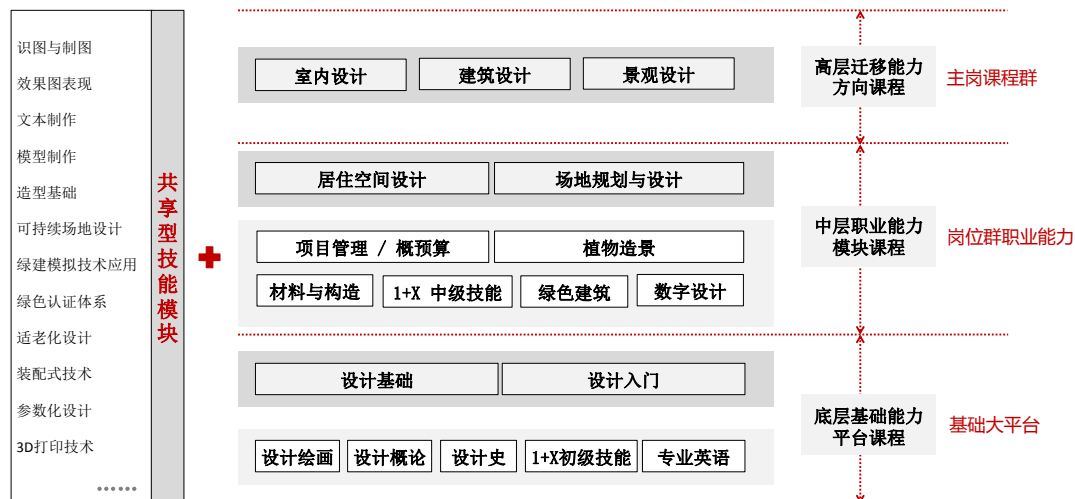 识图与制图
效果图表现
文本制作
模型制作
造型基础
可持续场地设计
绿建模拟技术应用
绿色认证体系
适老化设计
装配式技术
参数化设计
3D打印技术
……
共享型技能模块
室内设计
建筑设计
景观设计
高层迁移能力
方向课程
主岗课程群
居住空间设计
场地规划与设计
项目管理 / 概预算
植物造景
材料与构造
1+X 中级技能
绿色建筑
数字设计
中层职业能力
模块课程
岗位群职业能力
设计基础
设计入门
设计绘画
设计概论
设计史
1+X初级技能
专业英语
底层基础能力
平台课程
基础大平台